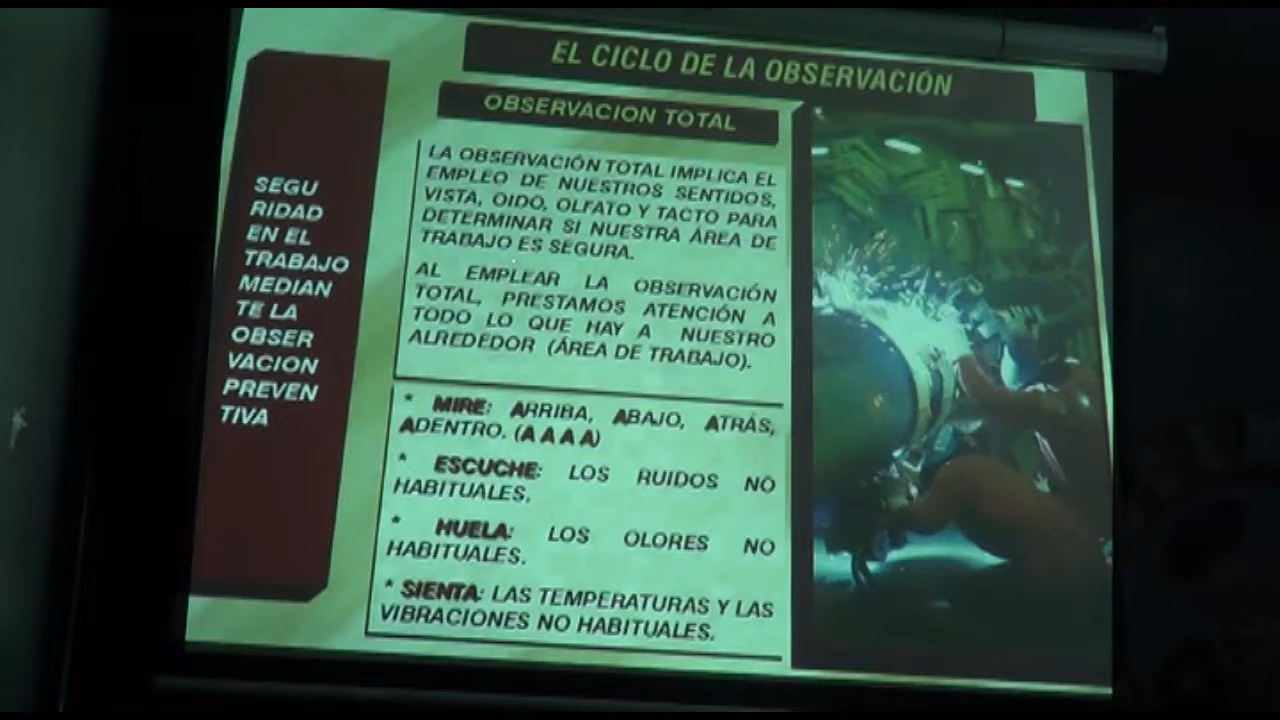 EL CICLO DE LA OBSERVACIÓN
OBSERVACION TOTAL
SEGU
RIDAD
EN EL
TRABAJO
MEDIAN
TE LA
OBSER
VACION
PREVEN
TIVA
LA OBSERVACIÓN TOTAL IMPLICA EL
EMPLEO DE NUESTROS SENTIDOS,
VISTA, OIDO, OLFATO Y TACTO PARA
DETERMINAR SI NUESTRA ÁREA DE
TRABAJO ES SEGURA.
AL EMPLEAR LA OBSERVACIÓN
TOTAL, PRESTAMOS ATENCIÓN A
TODO LO QUE HAY A NUESTRO
ALREDEDOR (ÁREA DE TRABAJO).
* MIRE: ARRIBA, ABAJO, ATRÁS,
ADENTRO. (A A A A)
* ESCUCHE: LOS RUIDOS NO
HABITUALES.
* HUELA: LOS OLORES NO
HABITUALES.
* SIENTA: LAS TEMPERATURAS Y LAS
VIBRACIONES NO HABITUALES.